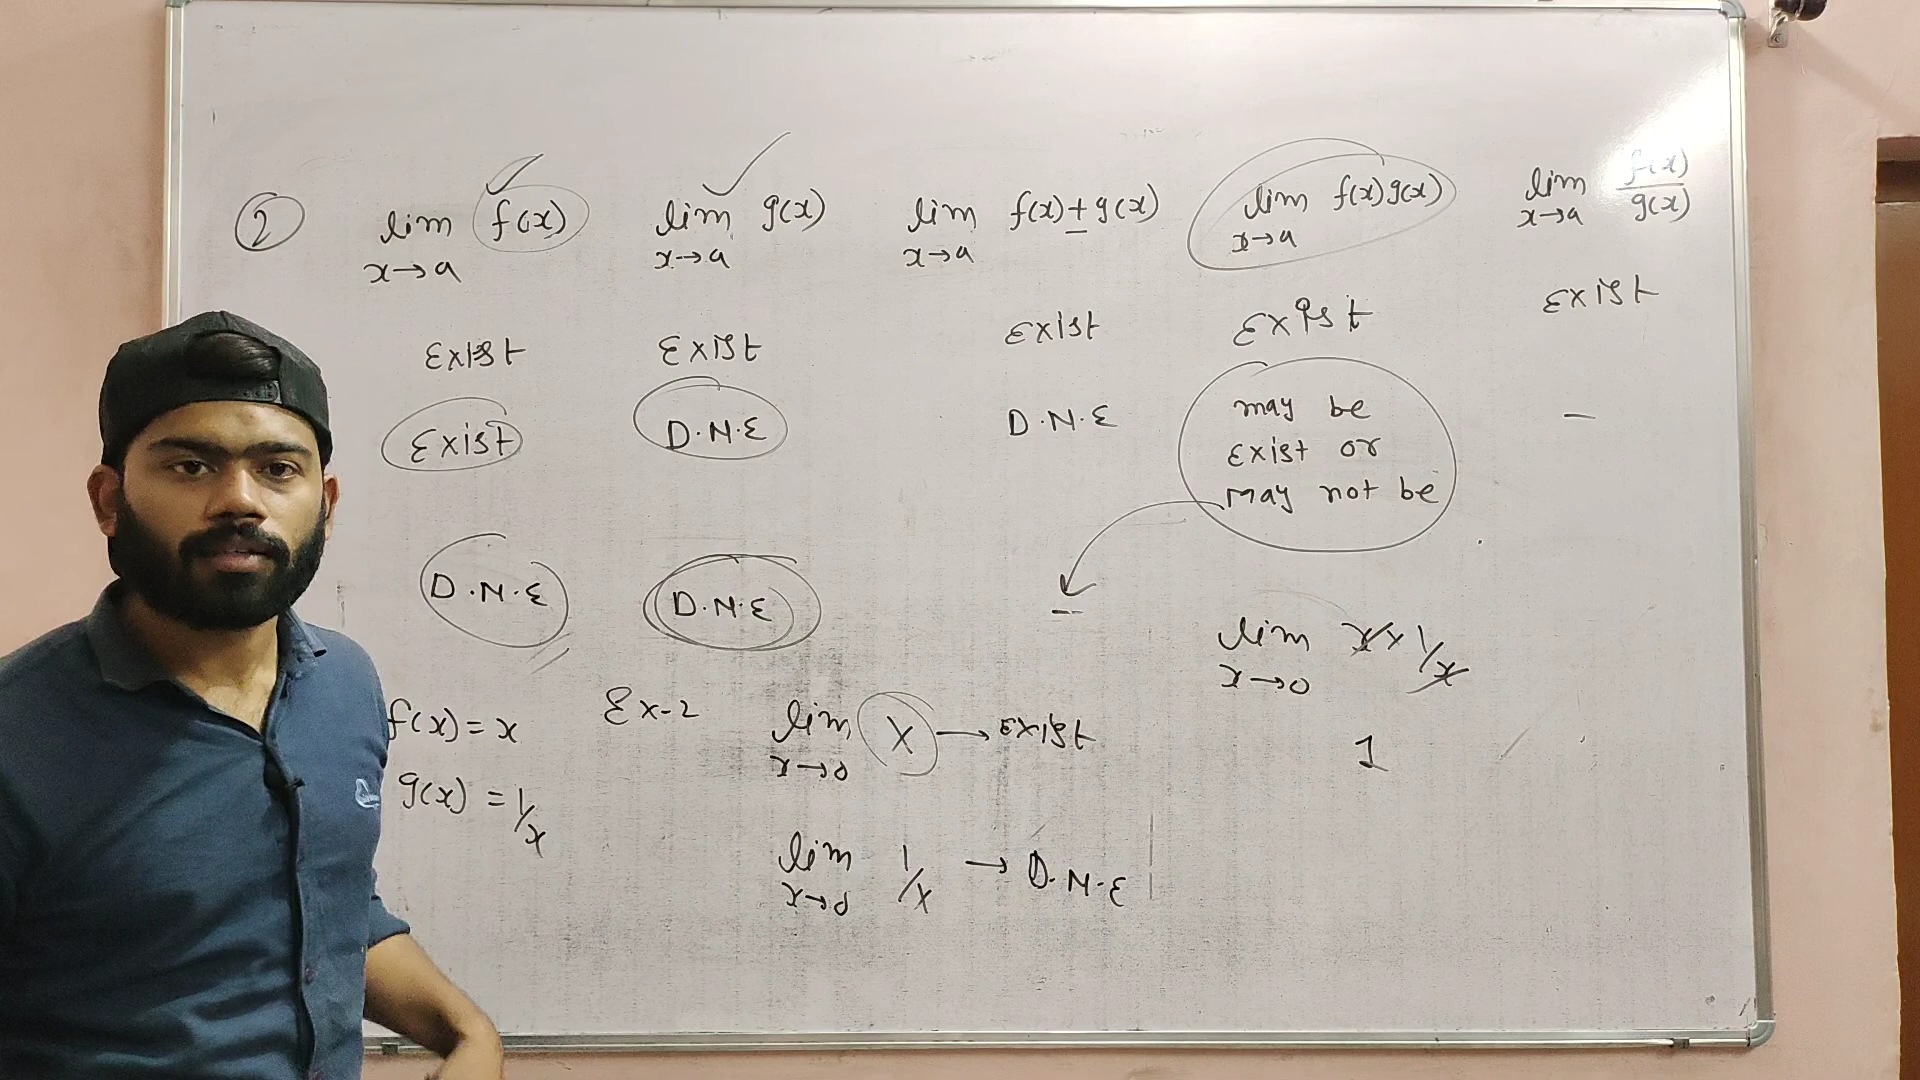 ② lim x→a f(x) lim x→a g(x) lim x→a f(x) ± g(x) lim x→a f(x) g(x) lim x→a f(x)/g(x)
Exist Exist Exist Exist Exist
Exist D.N.E D.N.E may be exist or may not be —
D.N.E D.N.E —
lim x→0 x × 1/x
f(x) = x Ex-2 lim x→0 x → exist 1
g(x) = 1/x lim x→0 1/x → D.N.E